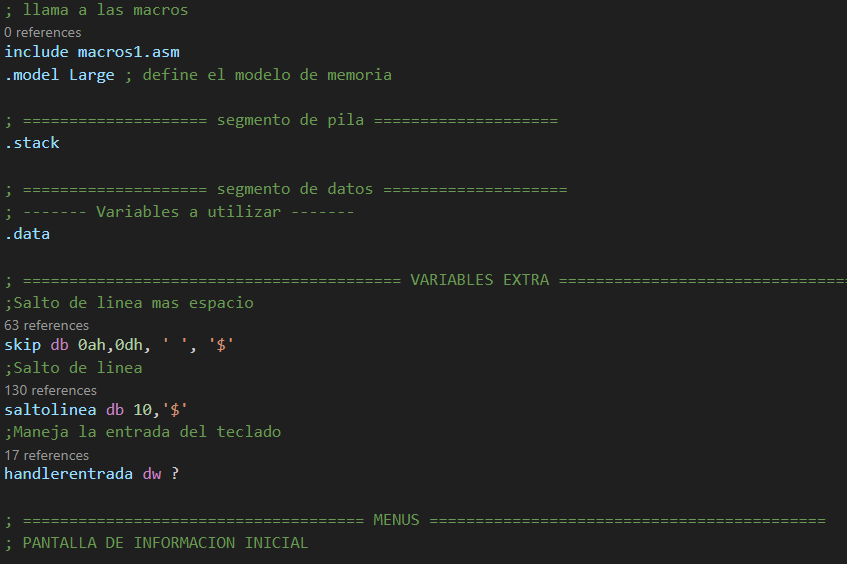 ; llama a las macros
0 references
include macros1.asm
.model Large ; define el modelo de memoria
; ==================== segmento de pila ====================
.stack
; ==================== segmento de datos ====================
; ------- Variables a utilizar -------
.data
; ========================================= VARIABLES EXTRA ================================
;Salto de linea mas espacio
63 references
skip db 0ah,0dh, ' ', '$'
;Salto de linea
130 references
saltolinea db 10,'$'
;Maneja la entrada del teclado
17 references
handlerentrada dw ?
; ===================================== MENUS ===========================================
; PANTALLA DE INFORMACION INICIAL